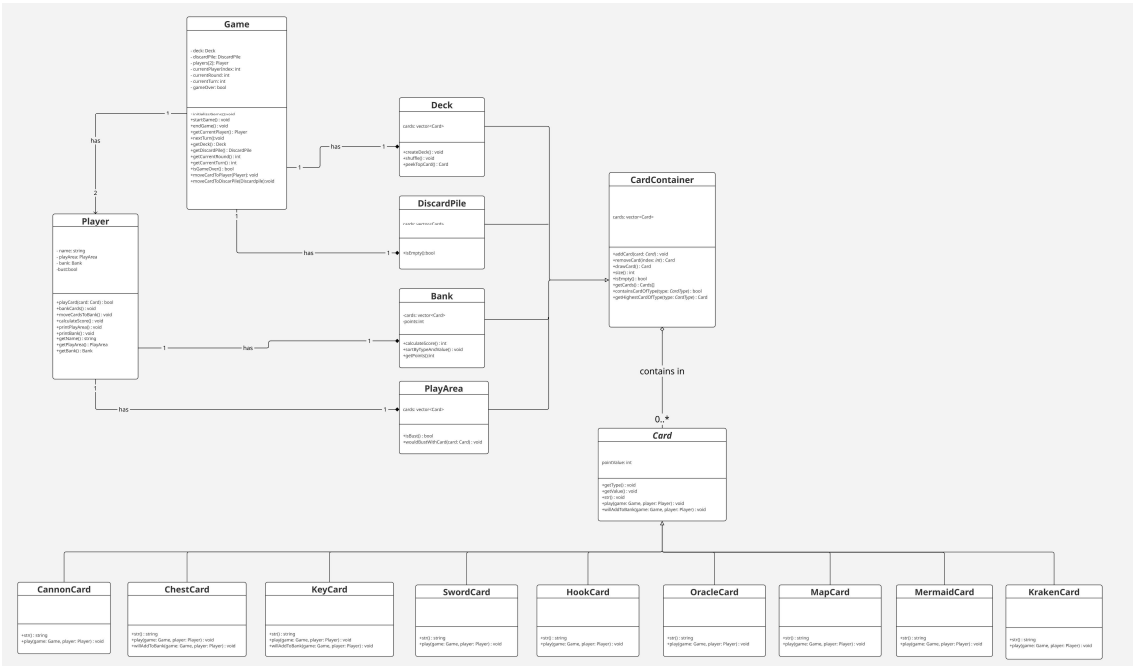 Game
- deck: Deck
- discardPile: DiscardPile
- players[2]: Player
- currentPlayerIndex: int
- currentRound: int
- currentTurn: int
- gameOver: bool
+startGame() : void
+endGame() : void
+getCurrentPlayer() : Player
+nextTurn():void
+getDeck() : Deck
+getDiscardPile() : DiscardPile
+getCurrentRound() : int
+getCurrentTurn() : int
+isGameOver() : bool
+moveCardToPlayer(Player): void
+moveCardToDiscarPile(Discardpile):void
1
has
2
1
has
1
1
has
1
Player
- name: string
- playArea: PlayArea
- bank: Bank
-bust:bool
+playCard(card: Card) : bool
+bankCards() : void
+moveCardsToBank() : void
+calculateScore() : int
+printPlayArea() : void
+printBank() : void
+getName() : string
+getPlayArea() : PlayArea
+getBank() : Bank
1
has
1
1
has
1
Deck
cards: vector<Card>
+createDeck() : void
+shuffle() : void
+peekTopCard() : Card
DiscardPile
cards: vector<Card>
+isEmpty():bool
Bank
-cards: vector<Card>
-points:int
+calculateScore() : int
+sortByTypeAndValue() : void
+getPoints():int
PlayArea
cards: vector<Card>
+isBust() : bool
+wouldBustWithCard(card: Card) : void
CardContainer
cards: vector<Card>
+addCard(card: Card) : void
+removeCard(index: int) : Card
+drawCard() : Card
+size() : int
+isEmpty() : bool
+getCards() : Cards[]
+containsCardOfType(type: CardType) : bool
+getHighestCardOfType(type: CardType) : Card
contains in
0..*
Card
pointValue: int
+getType() : void
+getValue() : void
+str() : void
+play(game: Game, player: Player) : void
+willAddToBank(game: Game, player: Player) : void
CannonCard
+str() : string
+play(game: Game, player: Player) : void
ChestCard
+str() : string
+play(game: Game, player: Player) : void
+willAddToBank(game: Game, player: Player) : void
KeyCard
+str() : string
+play(game: Game, player: Player) : void
+willAddToBank(game: Game, player: Player) : void
SwordCard
+str() : string
+play(game: Game, player: Player) : void
HookCard
+str() : string
+play(game: Game, player: Player) : void
OracleCard
+str() : string
+play(game: Game, player: Player) : void
MapCard
+str() : string
+play(game: Game, player: Player) : void
MermaidCard
+str() : string
+play(game: Game, player: Player) : void
KrakenCard
+str() : string
+play(game: Game, player: Player) : void